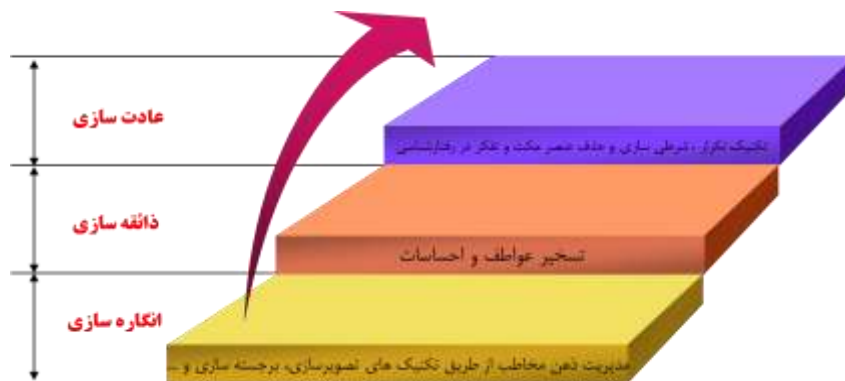 عادت سازی
تکنیک تکرار، شرطی سازی و حذف عنصر مکث و تفکر در رفتارشناسی
ذائقه سازی
تسخیر عواطف و احساسات
انگاره سازی
مدیریت ذهن مخاطب از طریق تکنیک های تصویرسازی، برجسته سازی و ...